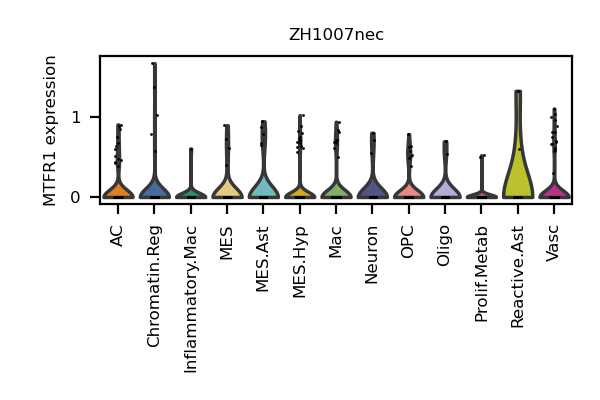 ZH1007nec
MTFR1 expression
1
0
AC
Chromatin.Reg
Inflammatory.Mac
MES
MES.Ast
MES.Hyp
Mac
Neuron
OPC
Oligo
Prolif.Metab
Reactive.Ast
Vasc